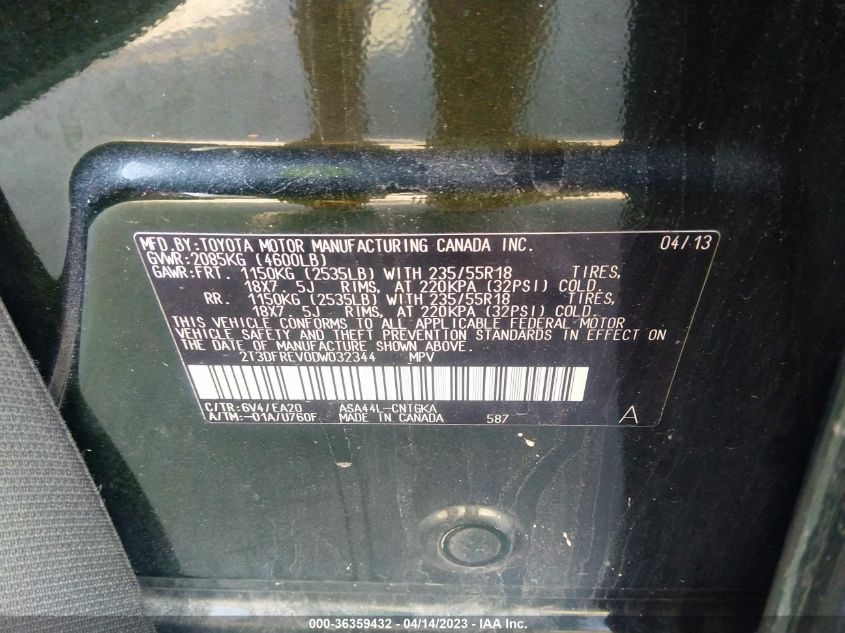 MFD.BY:TOYOTA MOTOR MANUFACTURING CANADA INC. 04/13
GVWR:2085KG (4600LB)
GAWR:FRT. 1150KG (2535LB) WITH 235/55R18 TIRES,
18X7. 5J RIMS, AT 220KPA (32PSI) COLD.
RR. 1150KG (2535LB) WITH 235/55R18 TIRES,
18X7. 5J RIMS, AT 220KPA (32PSI) COLD.
THIS VEHICLE CONFORMS TO ALL APPLICABLE FEDERAL MOTOR
VEHICLE SAFETY AND THEFT PREVENTION STANDARDS IN EFFECT ON
THE DATE OF MANUFACTURE SHOWN ABOVE.
2T3DFREV0DW032344 MPV
C/TR:6V4/EA20 ASA44L-CNTGKA
A/TM:-01A/U760F MADE IN CANADA 587 A
000-36359432 - 04/14/2023 - IAA Inc.